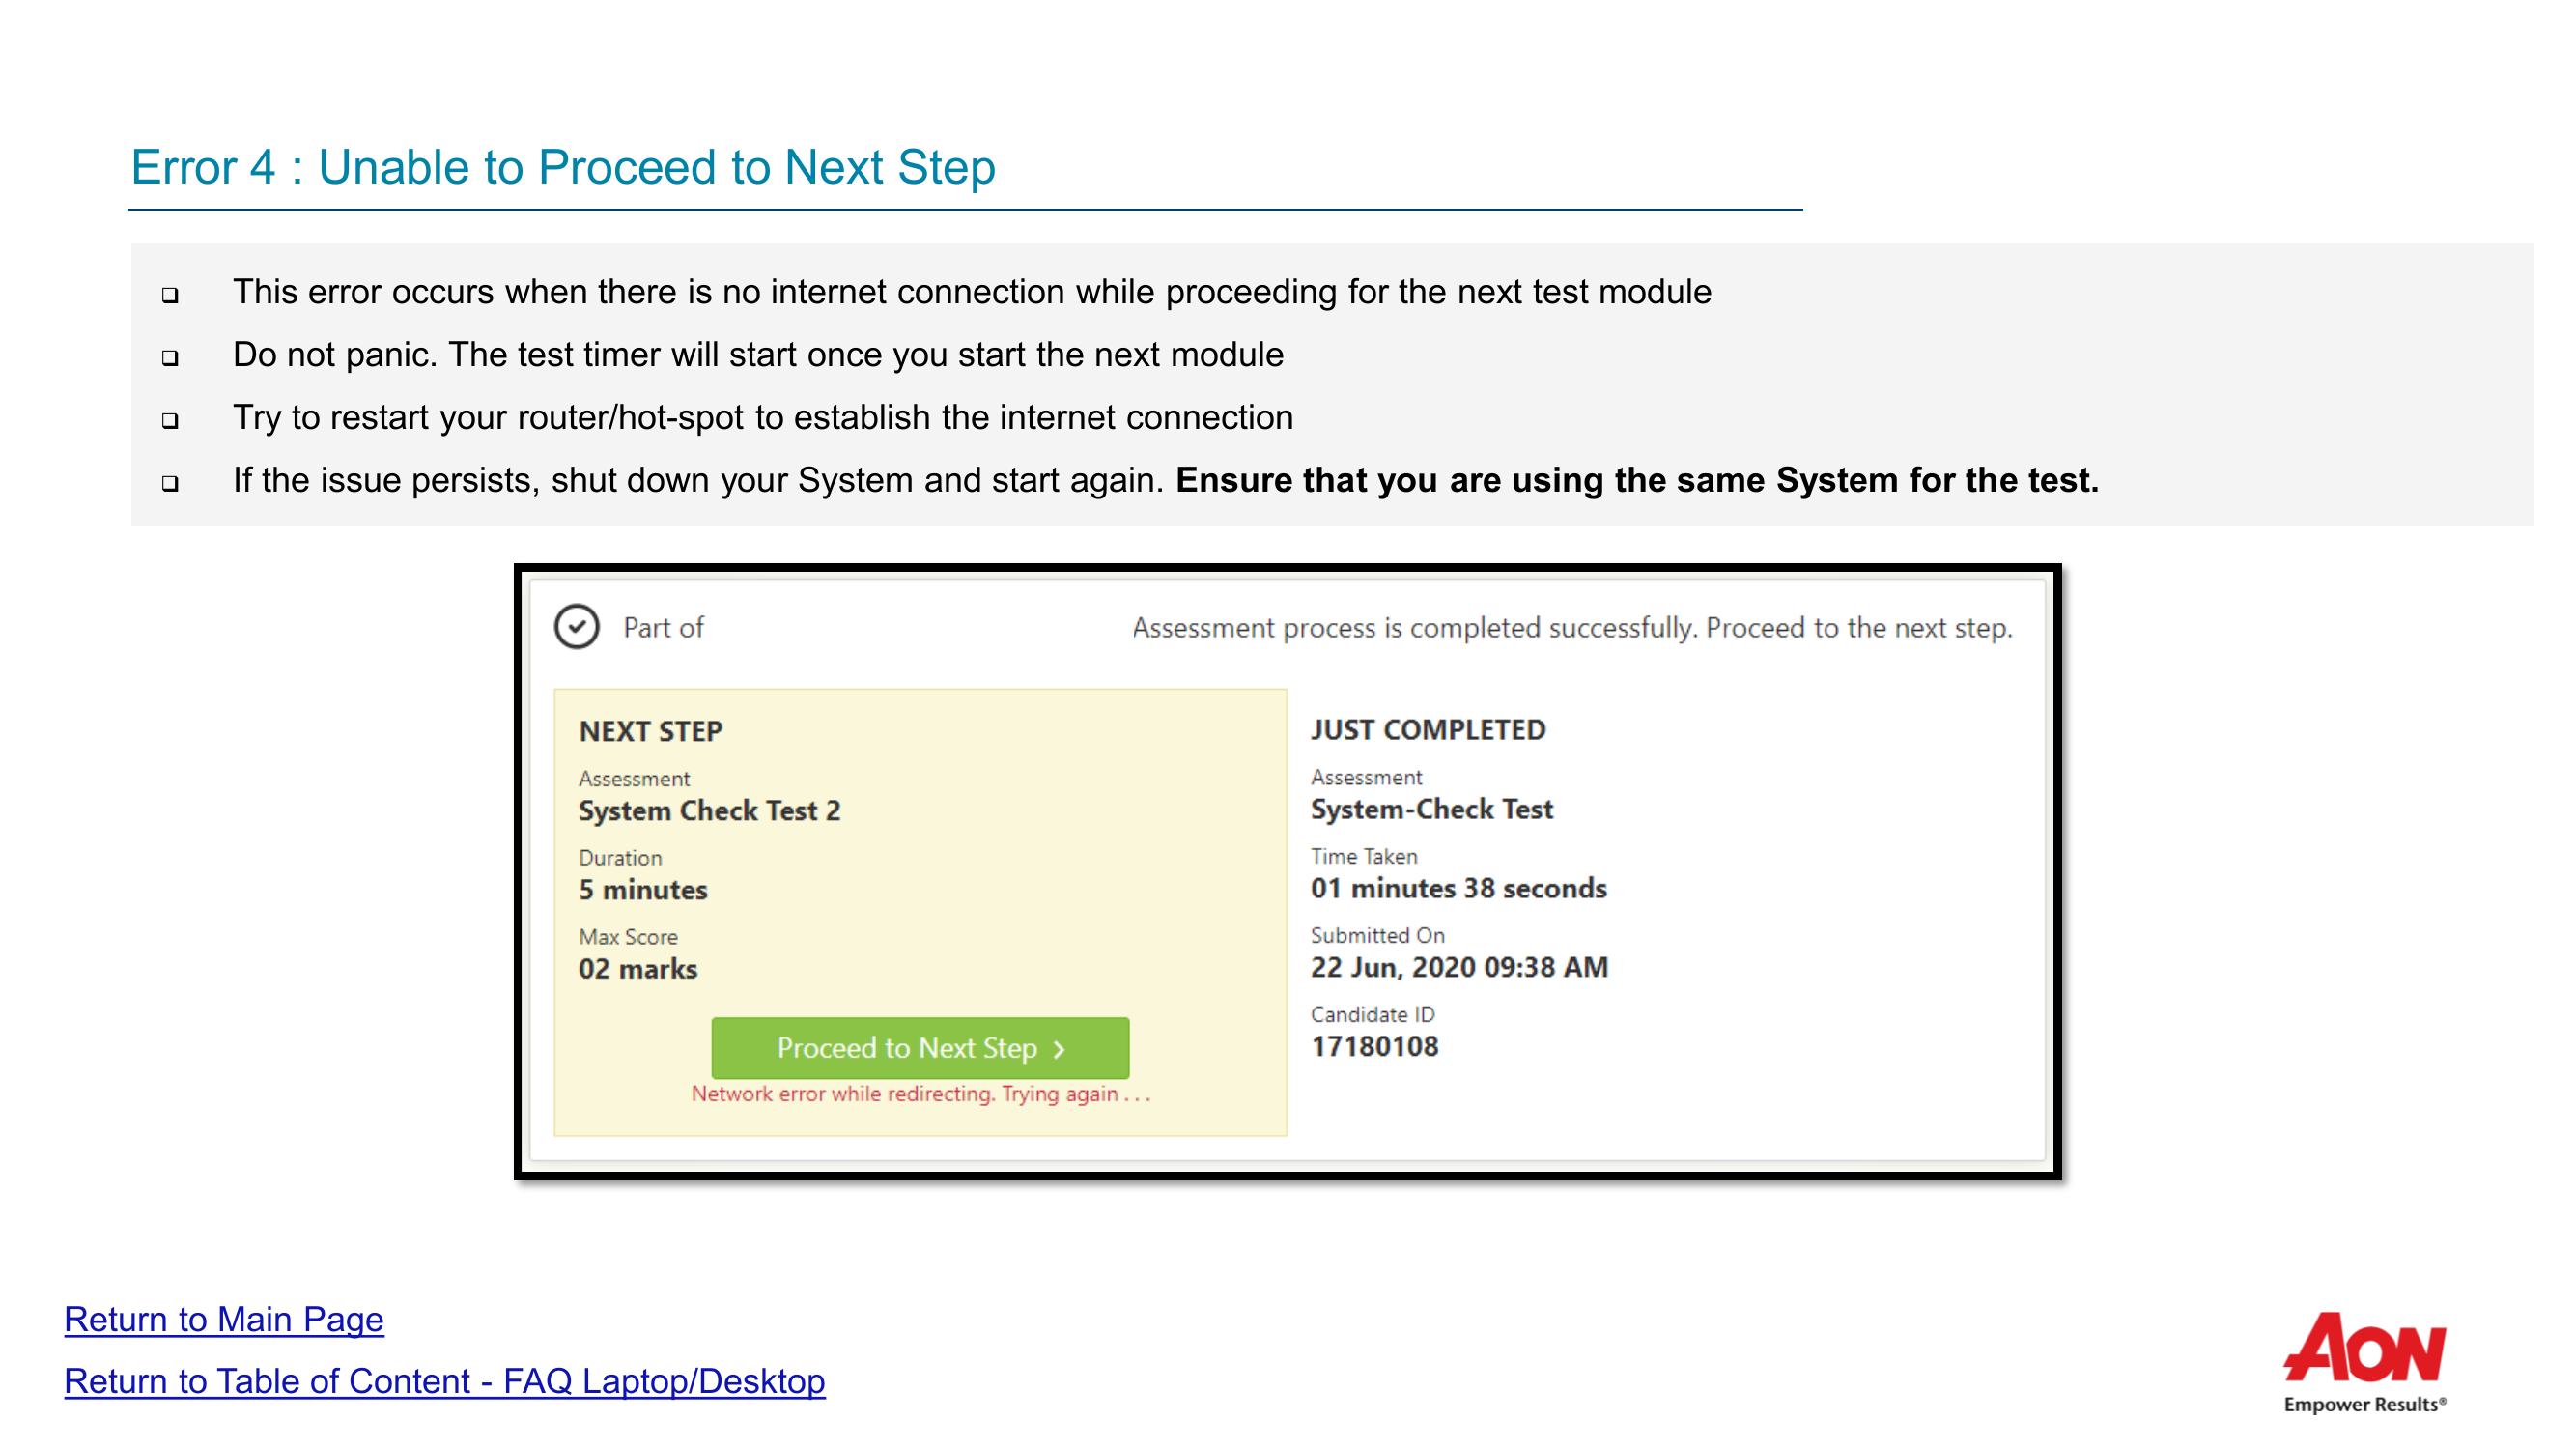 Error 4 : Unable to Proceed to Next Step
This error occurs when there is no internet connection while proceeding for the next test module
Do not panic. The test timer will start once you start the next module
Try to restart your router/hot-spot to establish the internet connection
If the issue persists, shut down your System and start again. Ensure that you are using the same System for the test.
Part of Assessment process is completed successfully. Proceed to the next step.
NEXT STEP
Assessment
System Check Test 2
Duration
5 minutes
Max Score
02 marks
Proceed to Next Step
Network error while redirecting. Trying again . . .
JUST COMPLETED
Assessment
System-Check Test
Time Taken
01 minutes 38 seconds
Submitted On
22 Jun, 2020 09:38 AM
Candidate ID
17180108
Return to Main Page
Return to Table of Content - FAQ Laptop/Desktop
AON
Empower Results®